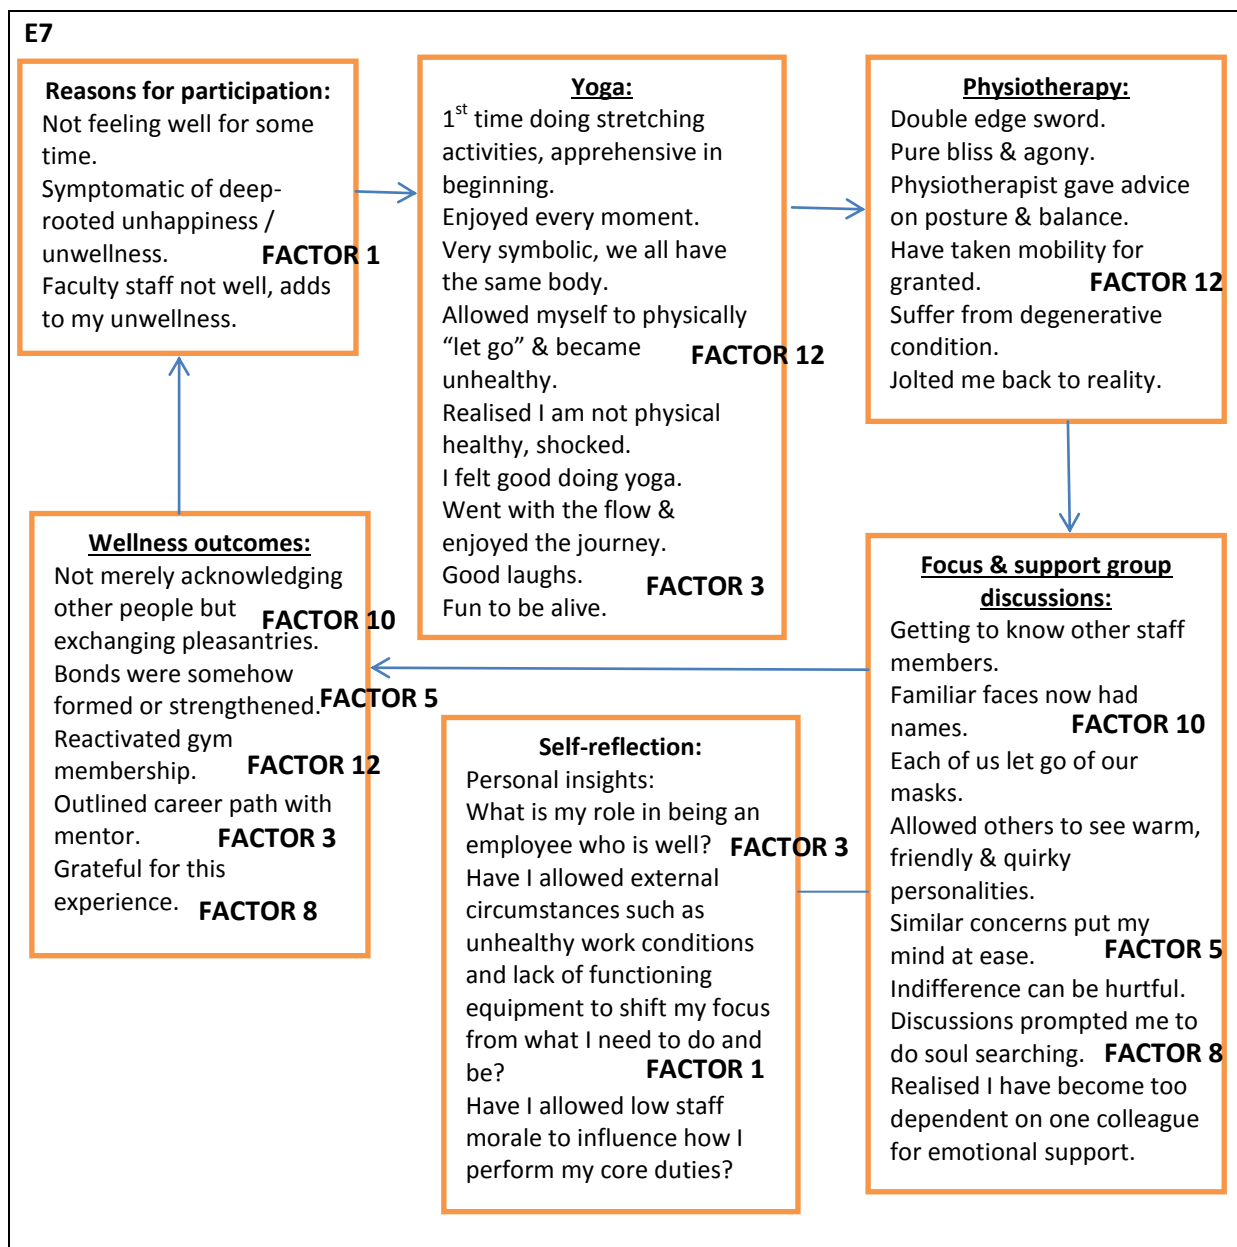 E7
Reasons for participation:
Not feeling well for some
time.
Symptomatic of deep-
rooted unhappiness /
unwellness.
FACTOR 1
Faculty staff not well, adds
to my unwellness.
Yoga:
1st time doing stretching
activities, apprehensive in
beginning.
Enjoyed every moment.
Very symbolic, we all have
the same body.
Allowed myself to physically
“let go” & became
FACTOR 12
unhealthy.
Realised I am not physical
healthy, shocked.
I felt good doing yoga.
Went with the flow &
enjoyed the journey.
Good laughs.
FACTOR 3
Fun to be alive.
Physiotherapy:
Double edge sword.
Pure bliss & agony.
Physiotherapist gave advice
on posture & balance.
Have taken mobility for
granted.
FACTOR 12
Suffer from degenerative
condition.
Jolted me back to reality.
Focus & support group
discussions:
Getting to know other staff
members.
Familiar faces now had
names.
FACTOR 10
Each of us let go of our
masks.
Allowed others to see warm,
friendly & quirky
personalities.
Similar concerns put my
mind at ease.
FACTOR 5
Indifference can be hurtful.
Discussions prompted me to
do soul searching.
FACTOR 8
Realised I have become too
dependent on one colleague
for emotional support.
Self-reflection:
Personal insights:
What is my role in being an
employee who is well?
FACTOR 3
Have I allowed external
circumstances such as
unhealthy work conditions
and lack of functioning
equipment to shift my focus
from what I need to do and
be?
FACTOR 1
Have I allowed low staff
morale to influence how I
perform my core duties?
Wellness outcomes:
Not merely acknowledging
other people but
FACTOR 10
exchanging pleasantries.
Bonds were somehow
formed or strengthened.
FACTOR 5
Reactivated gym
membership.
FACTOR 12
Outlined career path with
mentor.
FACTOR 3
Grateful for this
experience.
FACTOR 8